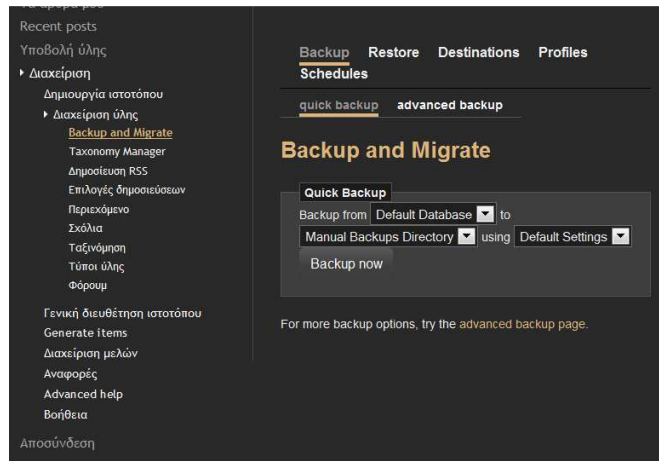 Recent posts
Υποβολή ύλης
Διαχείριση
Δημιουργία ιστοτόπου
Διαχείριση ύλης
Backup and Migrate
Taxonomy Manager
Δημοσίευση RSS
Επιλογές δημοσιεύσεων
Περιεχόμενο
Σχόλια
Ταξινόμηση
Τύποι ύλης
Φόρουμ
Γενική διευθέτηση ιστοτόπου
Generate items
Διαχείριση μελών
Αναφορές
Advanced help
Βοήθεια
Αποσύνδεση
Backup Restore Destinations Profiles
Schedules
quick backup advanced backup
Backup and Migrate
Quick Backup
Backup from Default Database to
Manual Backups Directory using Default Settings
Backup now
For more backup options, try the advanced backup page.